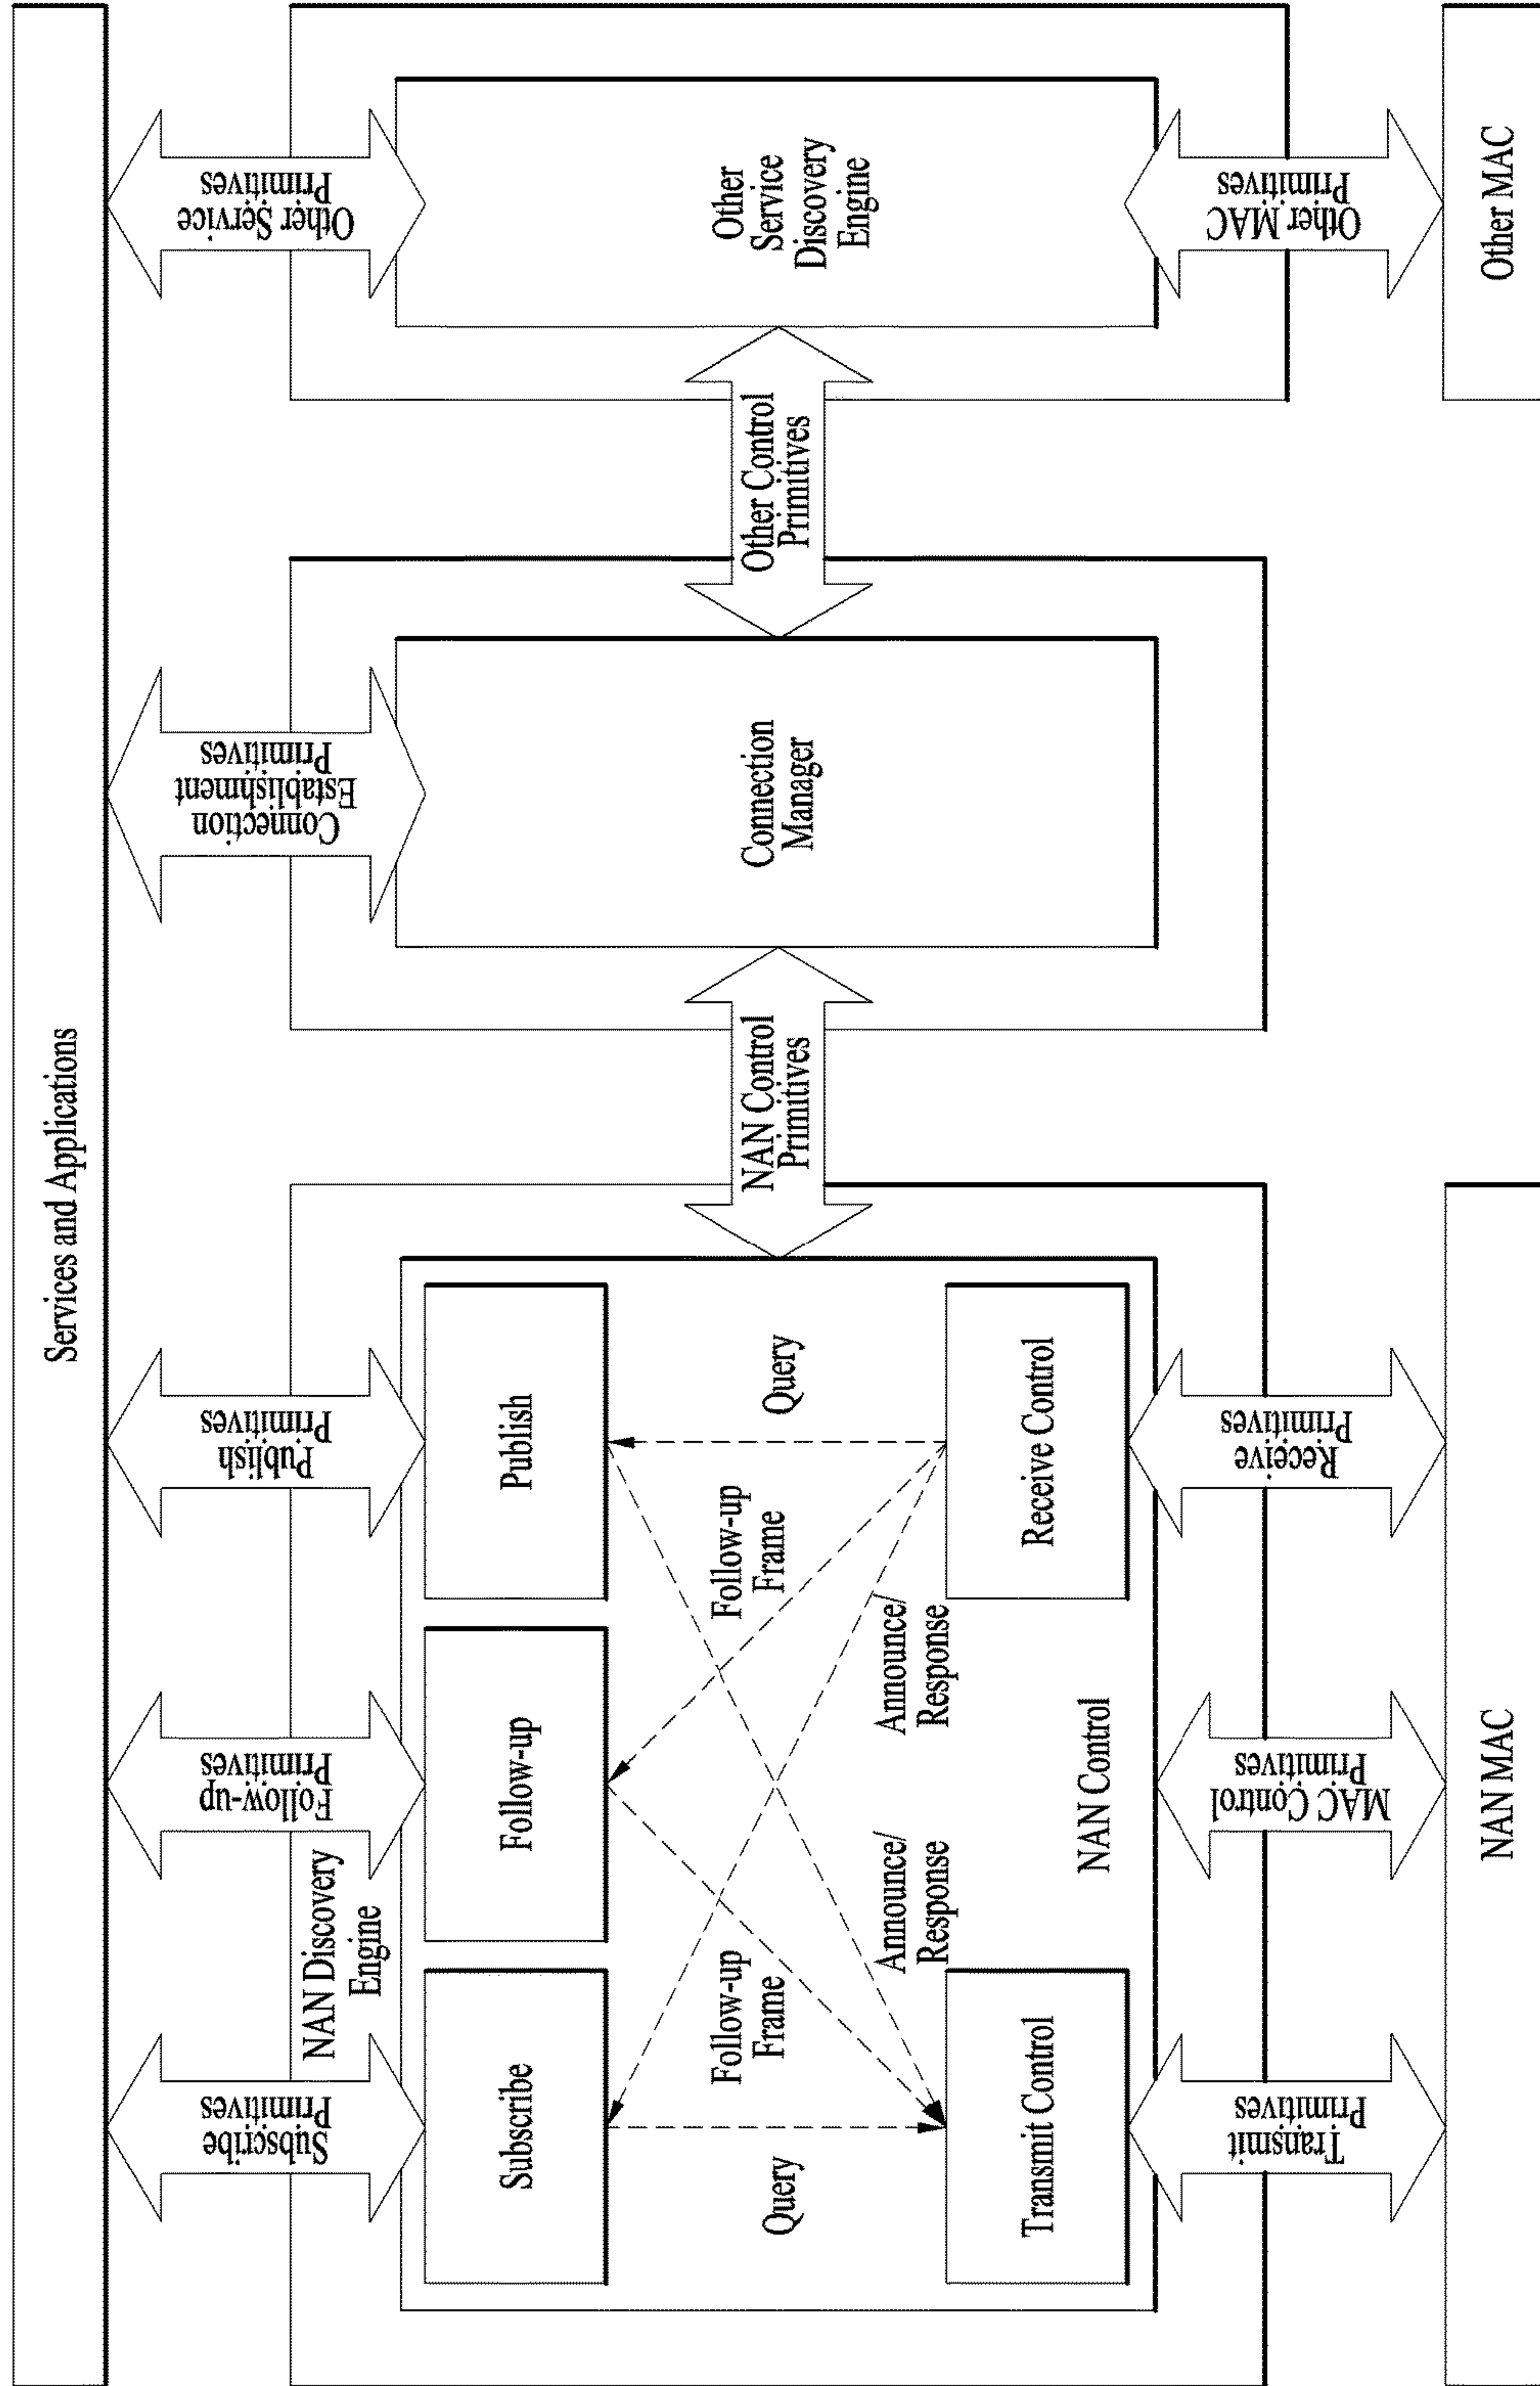 Services and Applications
Subscribe
Primitives
Follow-up
Primitives
Publish
Primitives
Connection
Establishment
Primitives
Other Service
Primitives
NAN Discovery
Engine
Subscribe
Follow-up
Publish
Query
Follow-up
Frame
Announce/
Response
Announce/
Response
Follow-up
Frame
Query
Transmit Control
NAN Control
Receive Control
NAN Control
Primitives
Connection
Manager
Other Control
Primitives
Other
Service
Discovery
Engine
Transmit
Primitives
MAC Control
Primitives
Receive
Primitives
Other MAC
Primitives
NAN MAC
Other MAC